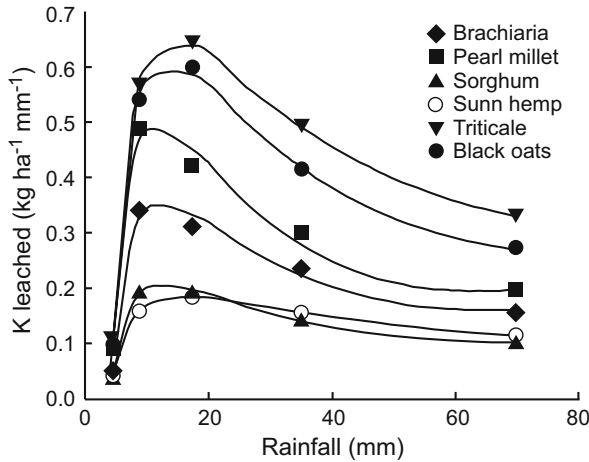 0.7
0.6
0.5
0.4
0.3
0.2
0.1
0.0
K leached (kg ha⁻¹ mm⁻¹)
Brachiaria
Pearl millet
Sorghum
Sunn hemp
Triticale
Black oats
0 20 40 60 80
Rainfall (mm)